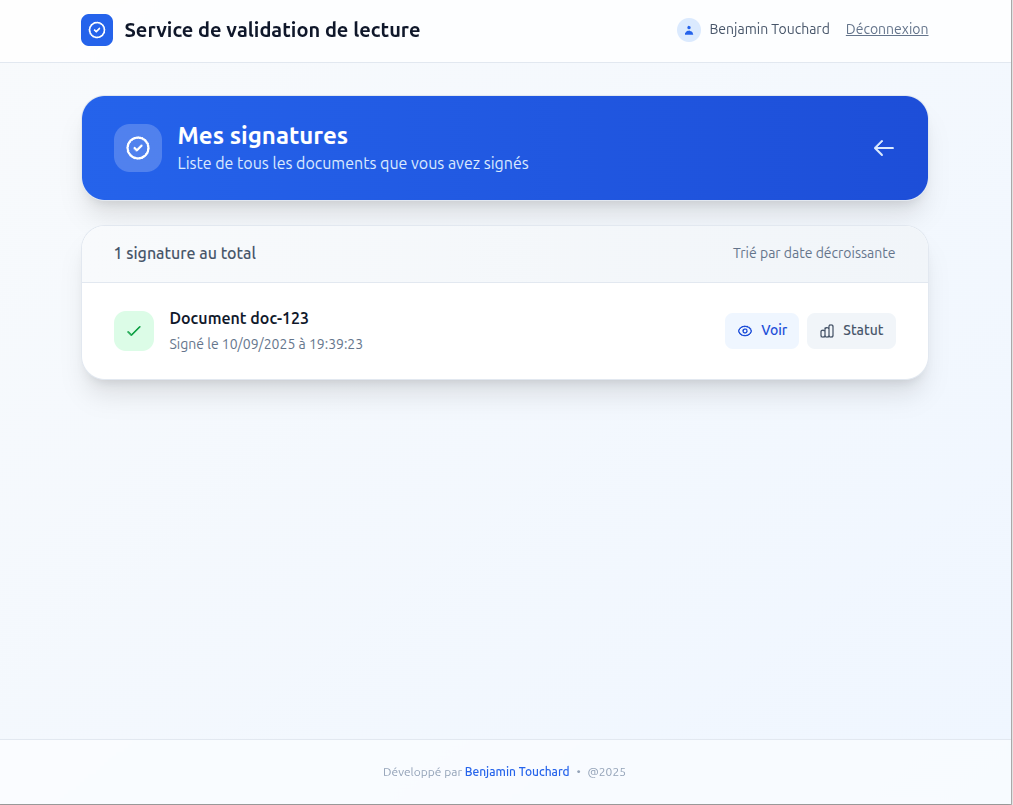 Service de validation de lecture
Benjamin Touchard Déconnexion
Mes signatures
Liste de tous les documents que vous avez signés
1 signature au total Trié par date décroissante
Document doc-123
Signé le 10/09/2025 à 19:39:23
Voir Statut
Développé par Benjamin Touchard • @2025